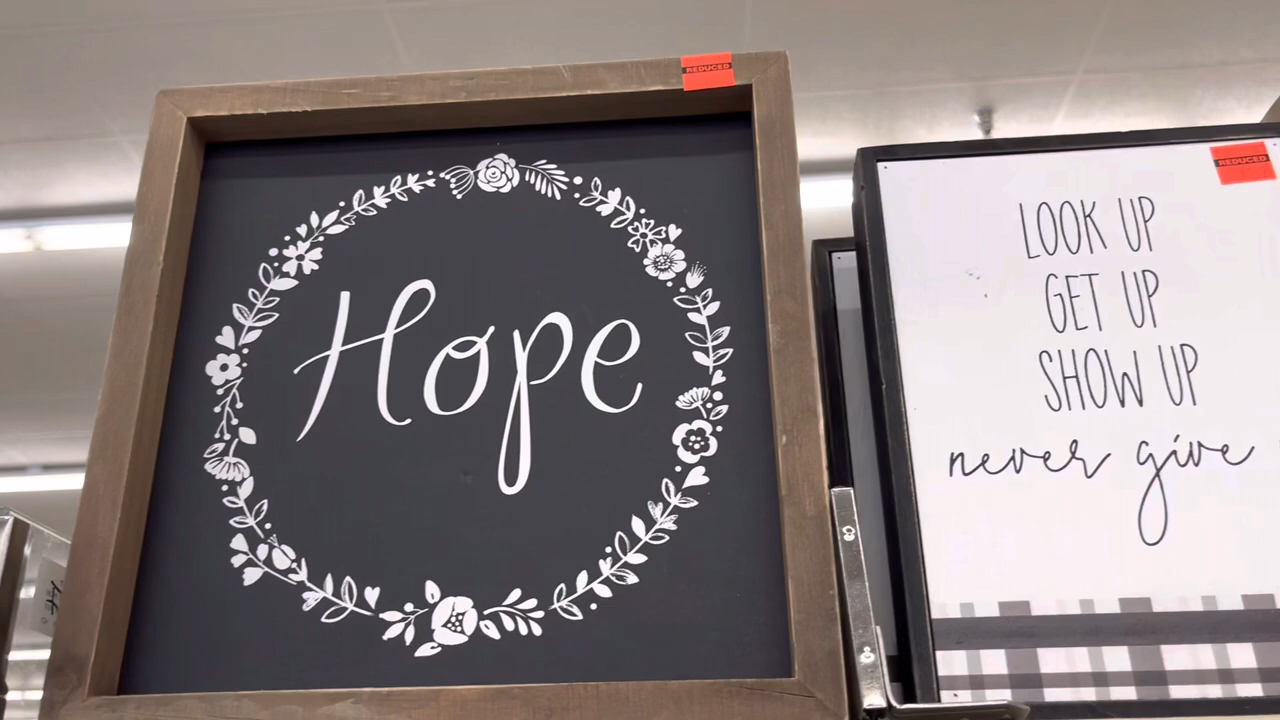 REDUCED
Hope
REDUCED
LOOK UP
GET UP
SHOW UP
never give